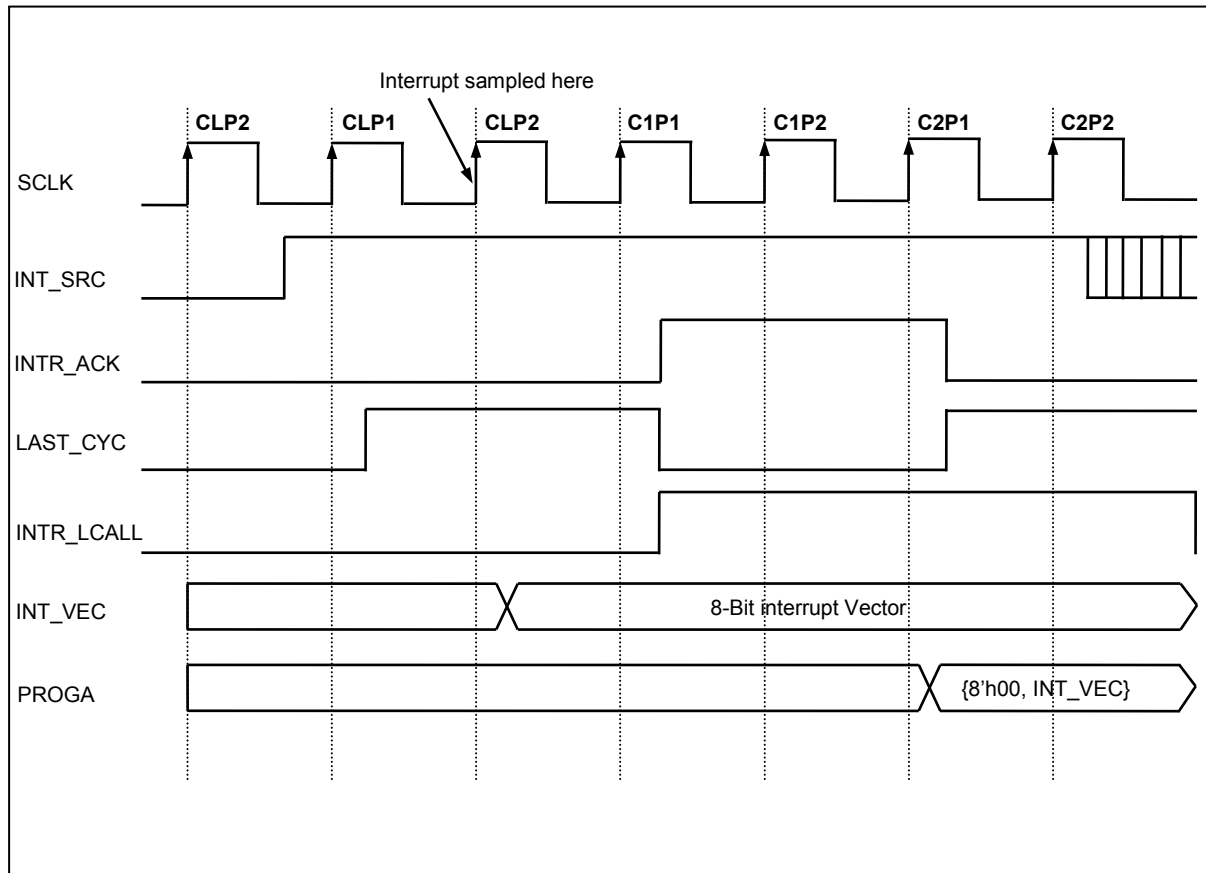 Interrupt sampled here
CLP2 CLP1 CLP2 C1P1 C1P2 C2P1 C2P2
SCLK
INT_SRC
INTR_ACK
LAST_CYC
INTR_LCALL
INT_VEC 8-Bit interrupt Vector
PROGA {8'h00, INT_VEC}